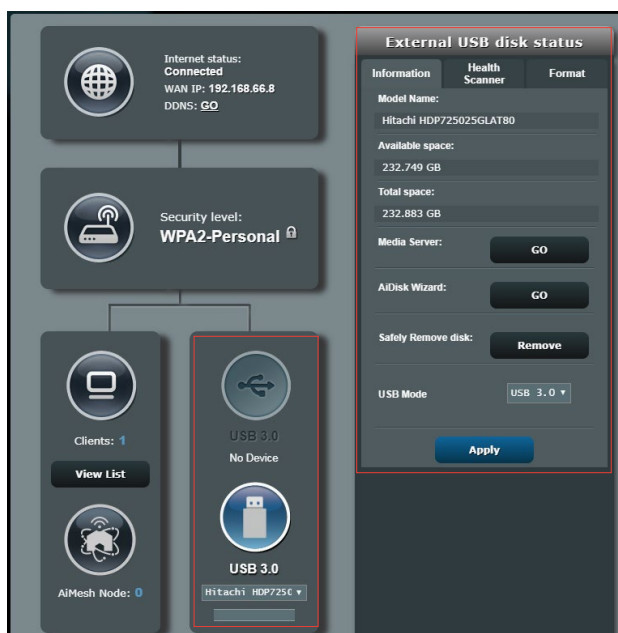 Internet status:
Connected
WAN IP: 192.168.66.8
DDNS: GO
Security level:
WPA2-Personal
Clients: 1
View List
AiMesh Node: 0
USB 3.0
No Device
USB 3.0
Hitachi HDP725(
External USB disk status
Information
Health
Scanner
Format
Model Name:
Hitachi HDP725025GLAT80
Available space:
232.749 GB
Total space:
232.883 GB
Media Server:
GO
AiDisk Wizard:
GO
Safely Remove disk:
Remove
USB Mode
USB 3.0
Apply